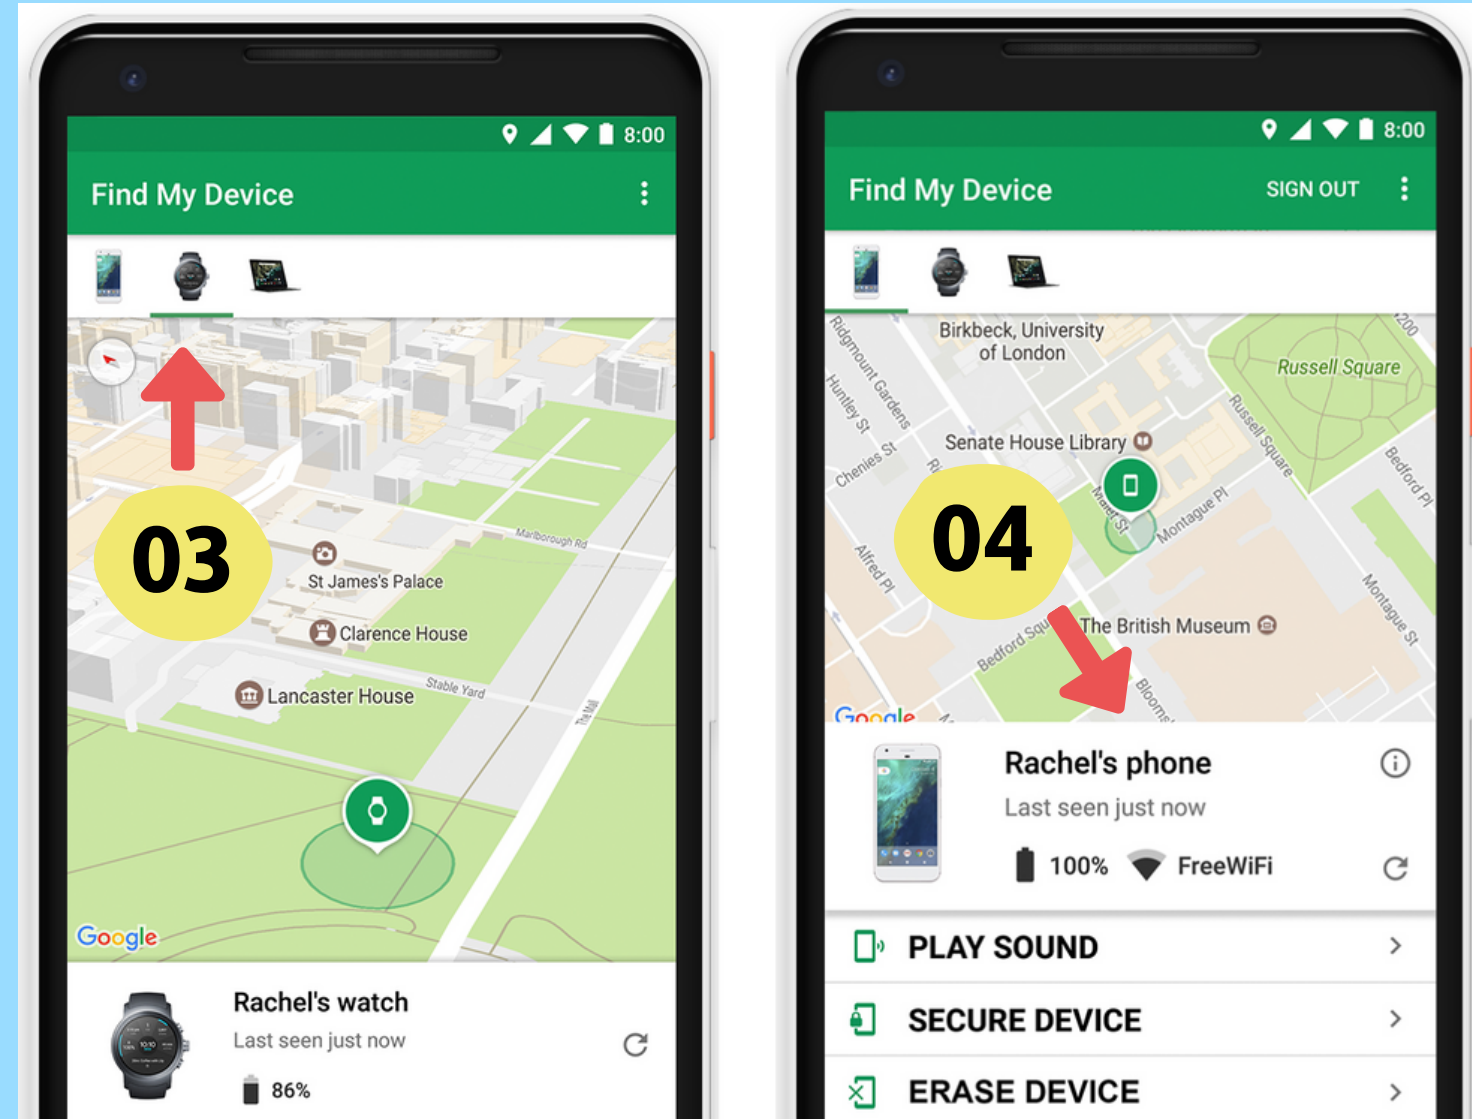 8:00
Find My Device
03
Marlborough Rd
St James's Palace
Clarence House
Stable Yard
Lancaster House
The Mall
Google
Rachel's watch
Last seen just now
86%
8:00
Find My Device SIGN OUT
Birkbeck, University
of London
1200
Ridgmount Gardens
Huntley St
Russell Square
Chenies St
Senate House Library
Russell Square
Bedford Pl
04
Malet St
Montague Pl
Alfred Pl
Montague St
Bedford Squ
The British Museum
Blooms
Google
Rachel's phone
Last seen just now
100% FreeWiFi
PLAY SOUND
SECURE DEVICE
ERASE DEVICE